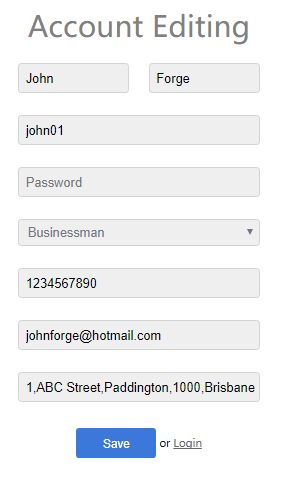 Account Editing
John Forge
john01
Password
Businessman
1234567890
johnforge@hotmail.com
1,ABC Street,Paddington,1000,Brisbane
Save or Login